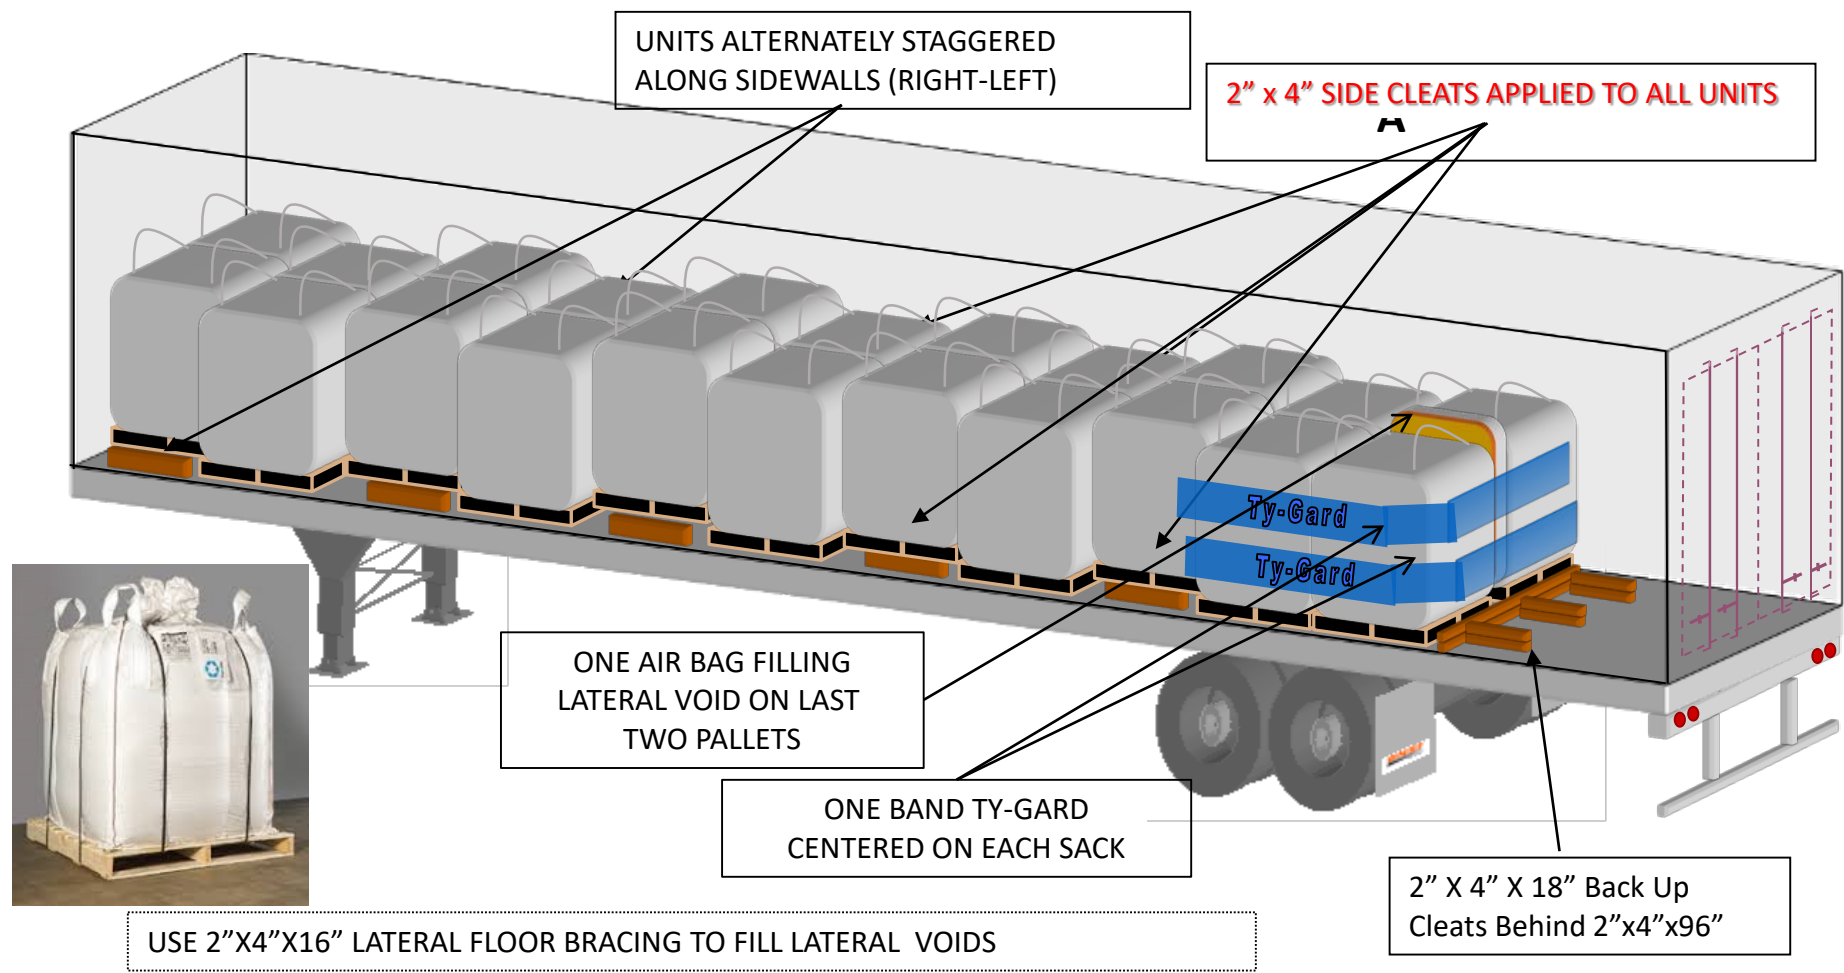 UNITS ALTERNATELY STAGGERED
ALONG SIDEWALLS (RIGHT-LEFT)
2” x 4” SIDE CLEATS APPLIED TO ALL UNITS
A
Ty-Gard
Ty-Gard
ONE AIR BAG FILLING
LATERAL VOID ON LAST
TWO PALLETS
ONE BAND TY-GARD
CENTERED ON EACH SACK
2” X 4” X 18” Back Up
Cleats Behind 2”x4”x96”
USE 2”X4”X16” LATERAL FLOOR BRACING TO FILL LATERAL VOIDS